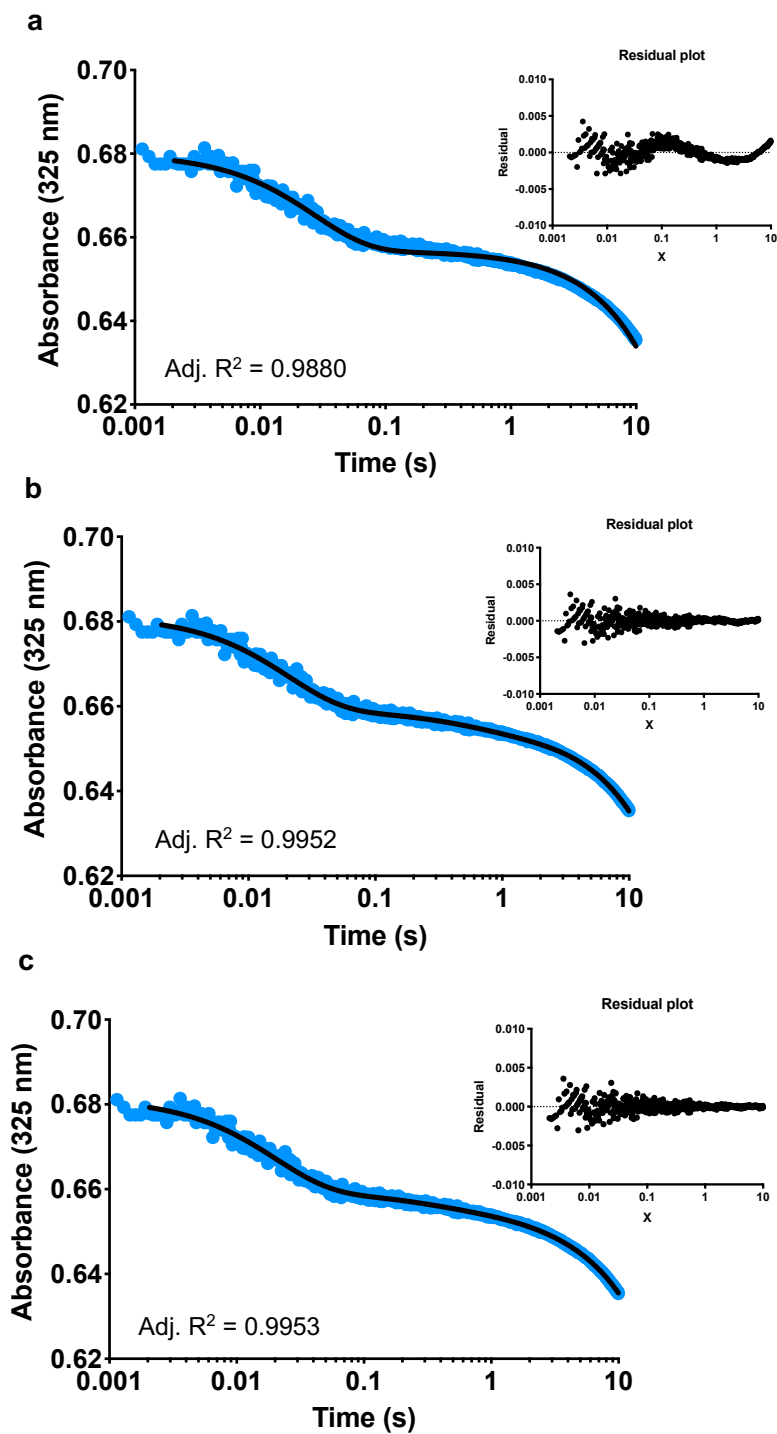 a
Residual plot
0.010
0.005
0.000
-0.005
-0.010
Residual
0.001 0.01 0.1 1 10
X
0.70
0.68
0.66
0.64
0.62
Absorbance (325 nm)
Adj. R² = 0.9880
0.001 0.01 0.1 1 10
Time (s)
b
Residual plot
0.010
0.005
0.000
-0.005
-0.010
Residual
0.001 0.01 0.1 1 10
X
0.70
0.68
0.66
0.64
0.62
Absorbance (325 nm)
Adj. R² = 0.9952
0.001 0.01 0.1 1 10
Time (s)
c
Residual plot
0.010
0.005
0.000
-0.005
-0.010
Residual
0.001 0.01 0.1 1 10
X
0.70
0.68
0.66
0.64
0.62
Absorbance (325 nm)
Adj. R² = 0.9953
0.001 0.01 0.1 1 10
Time (s)